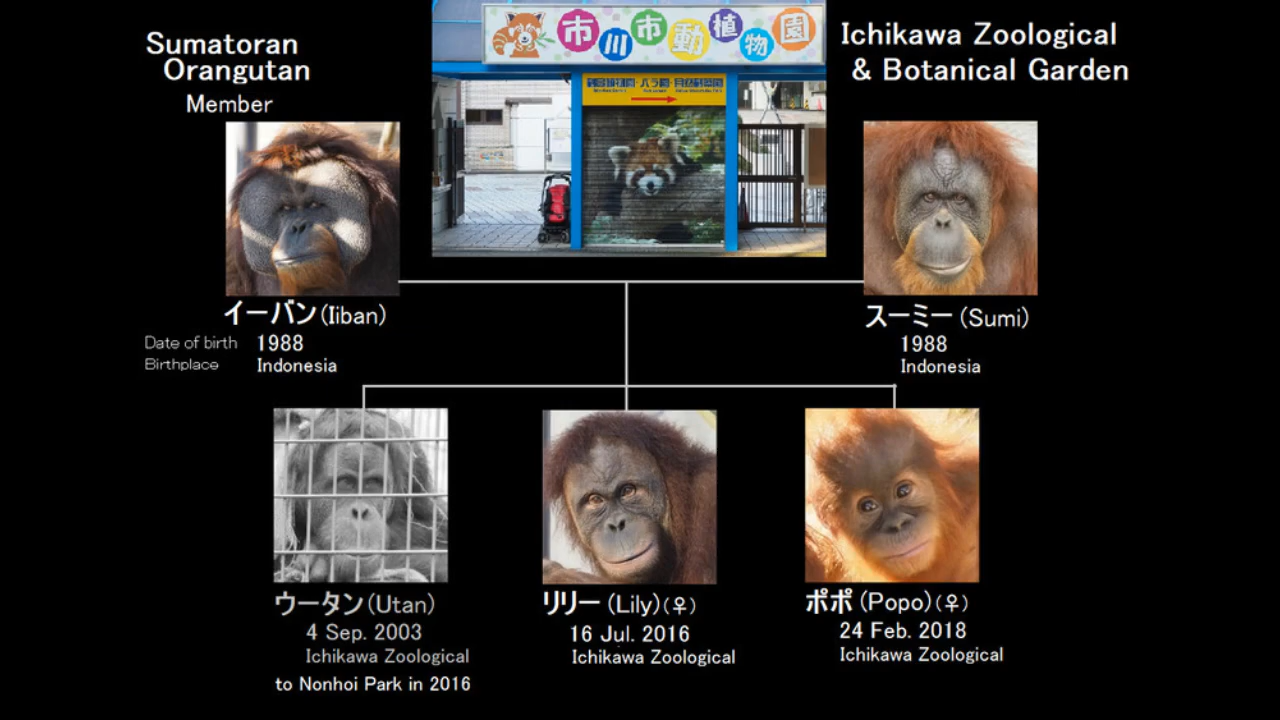 Sumatoran
Orangutan
Member
市川市動植物園
Ichikawa Zoological
& Botanical Garden
イーバン(Iiban)
Date of birth 1988
Birthplace Indonesia
スーミー(Sumi)
1988
Indonesia
ウータン(Utan)
4 Sep. 2003
Ichikawa Zoological
to Nonhoi Park in 2016
リリー(Lily)(♀)
16 Jul. 2016
Ichikawa Zoological
ポポ(Popo)(♀)
24 Feb. 2018
Ichikawa Zoological